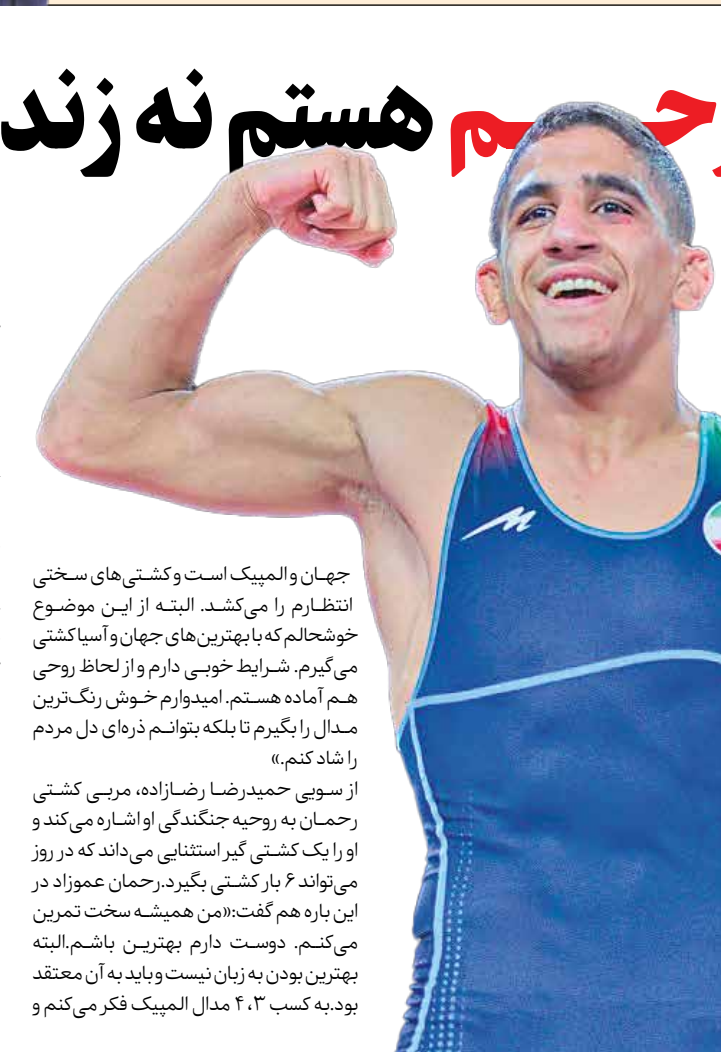 هستم نه زند
جهان و المپیک است و کشتی‌های سختی
انتظارم را می‌کشد. البته از این موضوع
خوشحالم که با بهترین‌های جهان و آسیا کشتی
می‌گیرم. شرایط خوبی دارم و از لحاظ روحی
هم آماده هستم. امیدوارم خوش رنگ‌ترین
مدال را بگیرم تا بلکه بتوانم ذره‌ای دل مردم
را شاد کنم.»
از سویی حمیدرضا رضازاده، مربی کشتی
رحمان به روحیه جنگندگی او اشاره می‌کند و
او را یک کشتی گیر استثنایی می‌داند که در روز
می‌تواند ۶ بار کشتی بگیرد.رحمان عموزاد در
این باره هم گفت:«من همیشه سخت تمرین
می‌کنم. دوست دارم بهترین باشم.البته
بهترین بودن به زبان نیست و باید به آن معتقد
بود.به کسب ۳، ۴ مدال المپیک فکر می‌کنم و